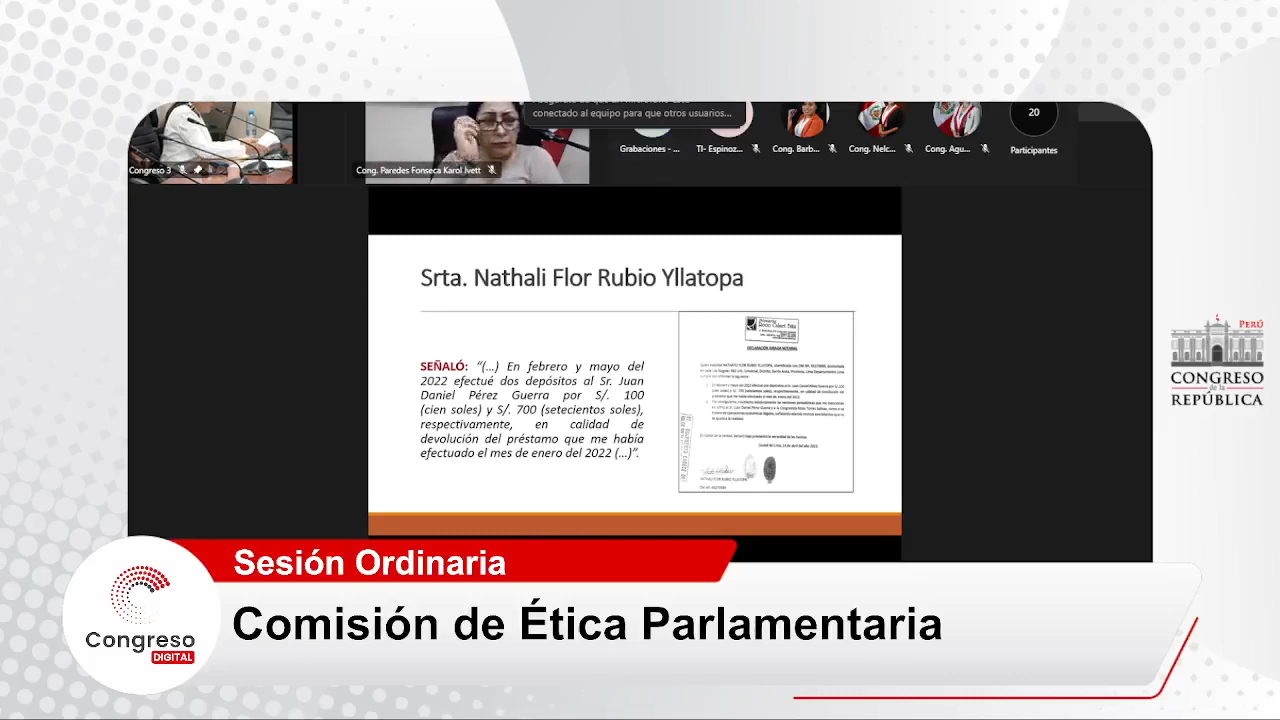 conectado al equipo para que otros usuarios...
20
Congreso 3
Cong. Paredes Fonseca Karol Ivett
Grabaciones - ...
TI- Espinoz...
Cong. Barb...
Cong. Nelc...
Cong. Agu...
Participantes
Srta. Nathali Flor Rubio Yllatopa
SEÑALÓ: “(...) En febrero y mayo del
2022 efectué dos depósitos al Sr. Juan
Daniel Pérez Guerra por S/. 100
(cien soles) y S/. 700 (setecientos soles),
respectivamente, en calidad de
devolución del préstamo que me había
efectuado el mes de enero del 2022 (...)”.
DECLARACIÓN JURADA NOTARIAL
NATHALI FLOR RUBIO YLLATOPA
PERÚ
CONGRESO
de la
REPÚBLICA
Sesión Ordinaria
Comisión de Ética Parlamentaria
Congreso
DIGITAL